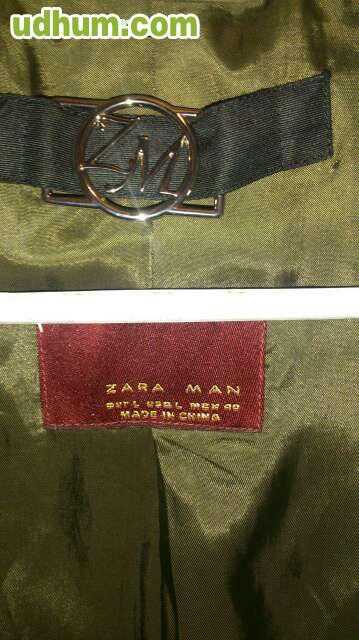 udhum.com
ZM
ZARA MAN
EUR L USA L MEX 40
MADE IN CHINA